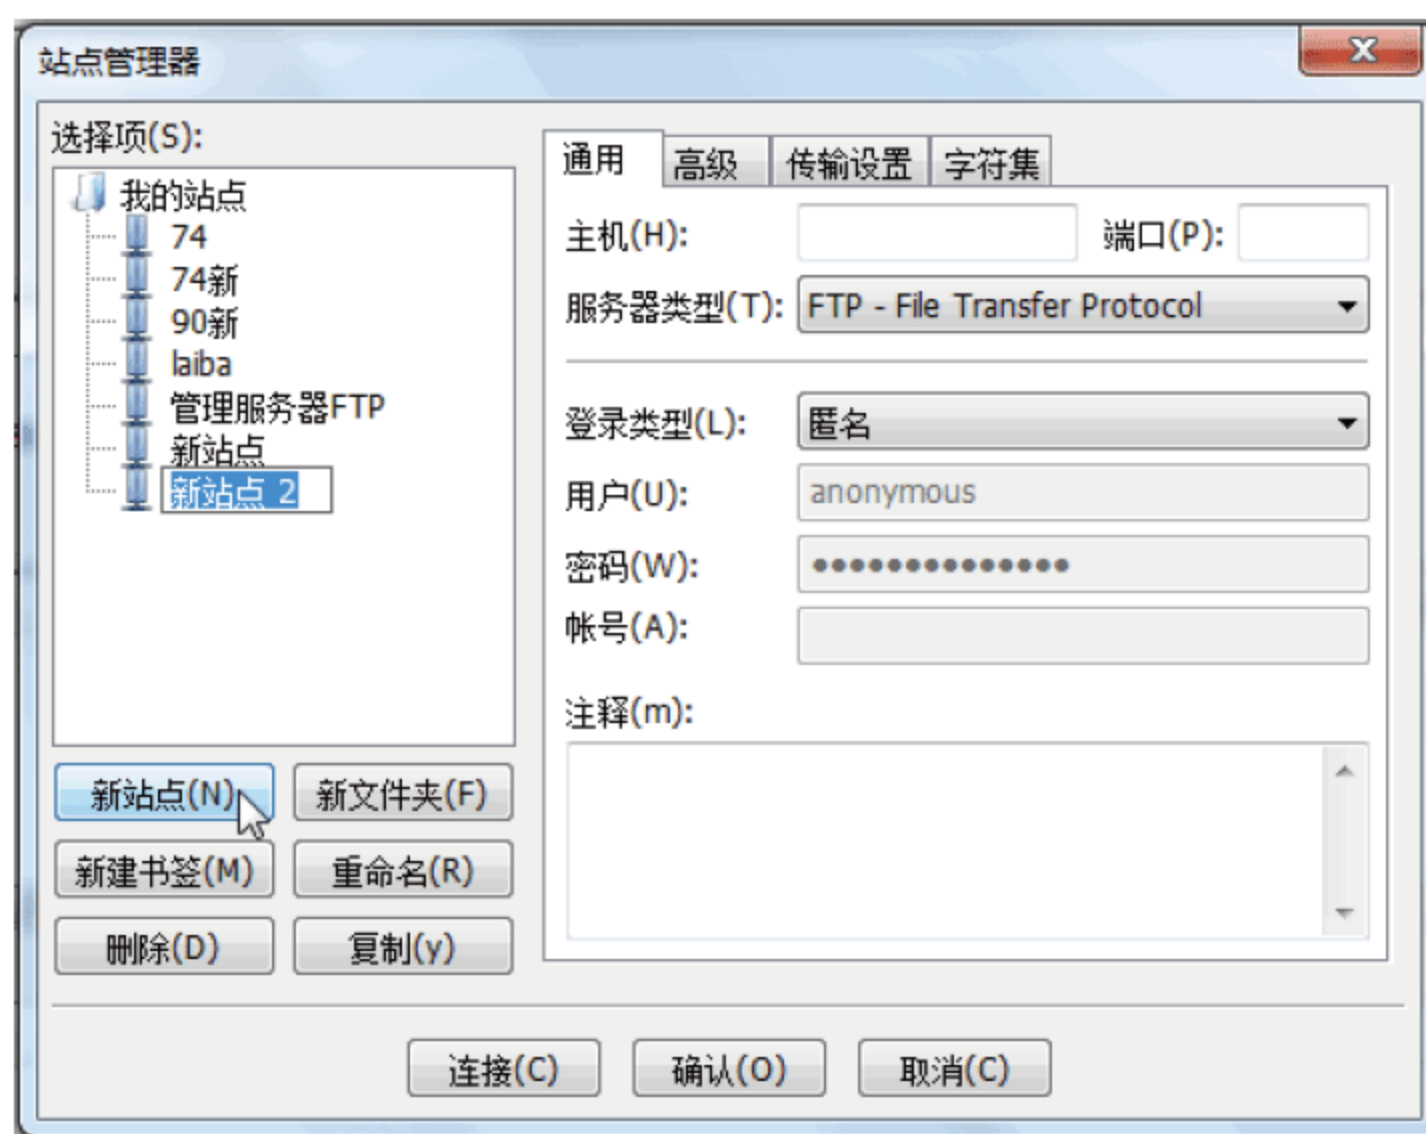 站点管理器
选择项(S):
我的站点
74
74新
90新
laiba
管理服务器FTP
新站点
新站点 2
新站点(N)
新文件夹(F)
新建书签(M)
重命名(R)
删除(D)
复制(y)
通用
高级
传输设置
字符集
主机(H):
端口(P):
服务器类型(T):
FTP - File Transfer Protocol
登录类型(L):
匿名
用户(U):
anonymous
密码(W):
••••••••••••••
帐号(A):
注释(m):
连接(C)
确认(O)
取消(C)